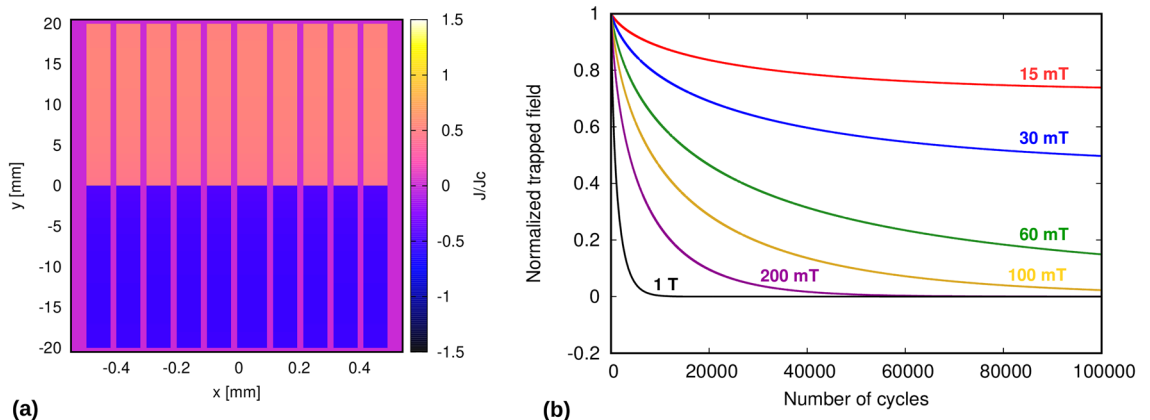 20
15
10
5
0
-5
-10
-15
-20
y [mm]
-0.4 -0.2 0 0.2 0.4
x [mm]
1.5
1
0.5
0
-0.5
-1
-1.5
J/Jc
(a)
1
0.8
0.6
0.4
0.2
0
-0.2
Normalized trapped field
15 mT
30 mT
60 mT
100 mT
200 mT
1 T
0 20000 40000 60000 80000 100000
Number of cycles
(b)